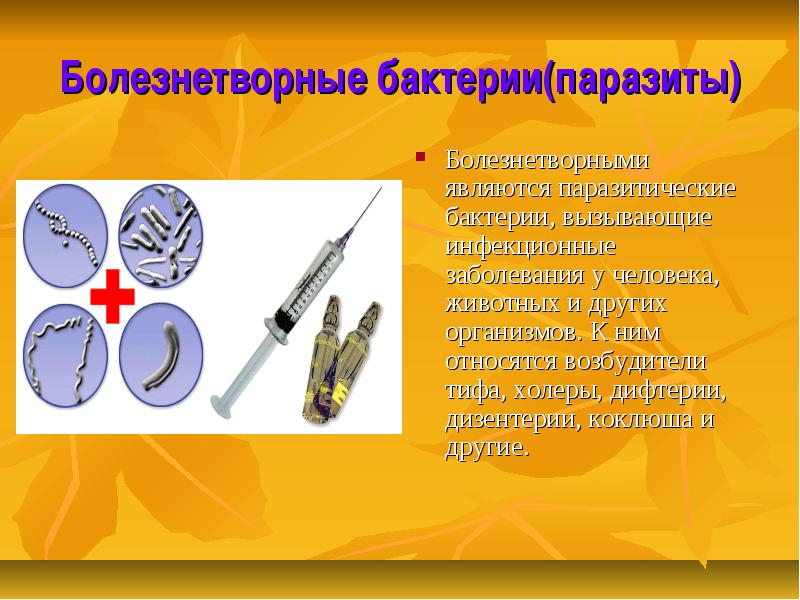 Болезнетворные бактерии(паразиты)
Болезнетворными
являются паразитические
бактерии, вызывающие
инфекционные
заболевания у человека,
животных и других
организмов. К ним
относятся возбудители
тифа, холеры, дифтерии,
дизентерии, коклюша и
другие.